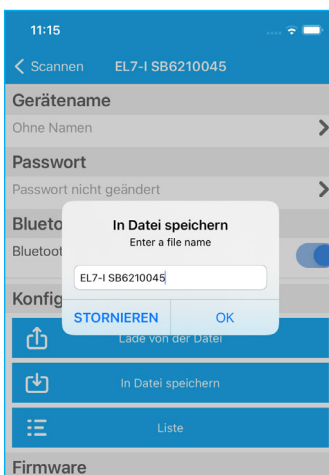 11:15
Scannen EL7-I SB6210045
Gerätename
Ohne Namen
Passwort
Passwort nicht geändert
Blueto
Bluetoot
In Datei speichern
Enter a file name
EL7-I SB6210045
STORNIEREN OK
Konfig
Lade von der Datei
In Datei speichern
Liste
Firmware